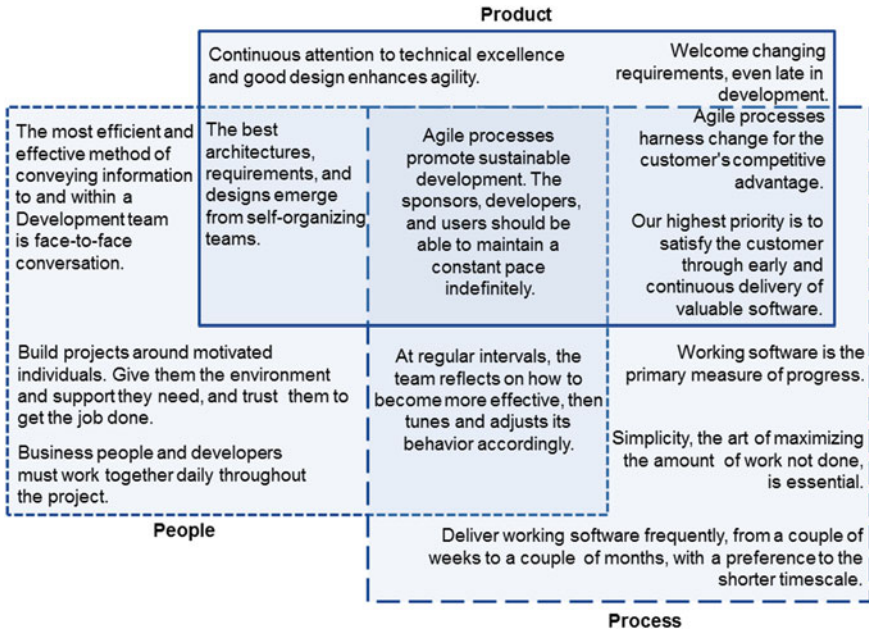 Product
Continuous attention to technical excellence
and good design enhances agility.
Welcome changing
requirements, even late in
development.
Agile processes
harness change for the
customer's competitive
advantage.
The most efficient and
effective method of
conveying information
to and within a
Development team
is face-to-face
conversation.
The best
architectures,
requirements, and
designs emerge
from self-organizing
teams.
Agile processes
promote sustainable
development. The
sponsors, developers,
and users should be
able to maintain a
constant pace
indefinitely.
Our highest priority is to
satisfy the customer
through early and
continuous delivery of
valuable software.
Build projects around motivated
individuals. Give them the environment
and support they need, and trust them to
get the job done.
Business people and developers
must work together daily throughout
the project.
At regular intervals, the
team reflects on how to
become more effective, then
tunes and adjusts its
behavior accordingly.
Working software is the
primary measure of progress.
Simplicity, the art of maximizing
the amount of work not done,
is essential.
People
Deliver working software frequently, from a couple of
weeks to a couple of months, with a preference to the
shorter timescale.
Process